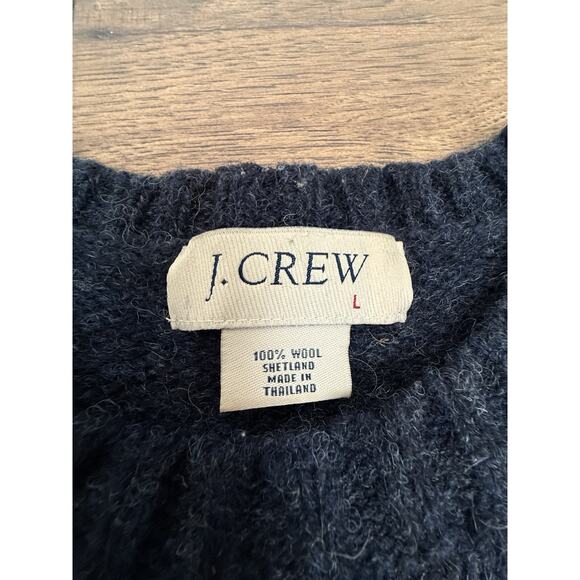 J.CREW
L
100% WOOL
SHETLAND
MADE IN
THAILAND